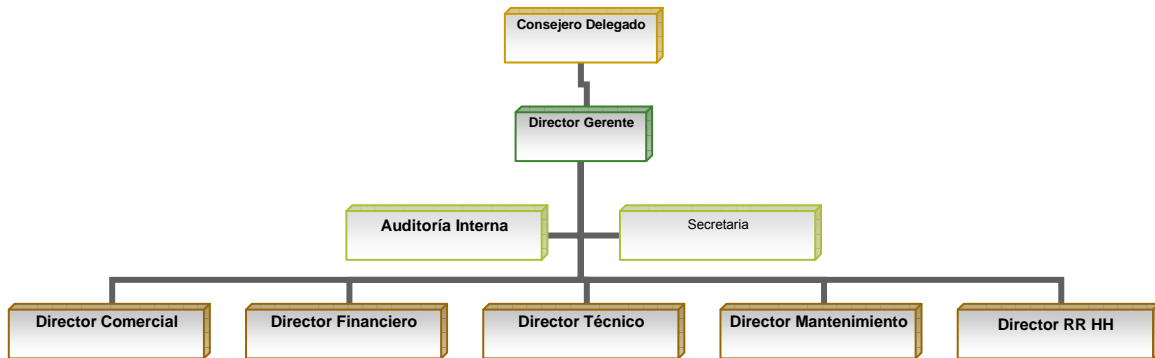 Consejero Delegado
Director Gerente
Auditoría Interna
Secretaria
Director Comercial
Director Financiero
Director Técnico
Director Mantenimiento
Director RR HH